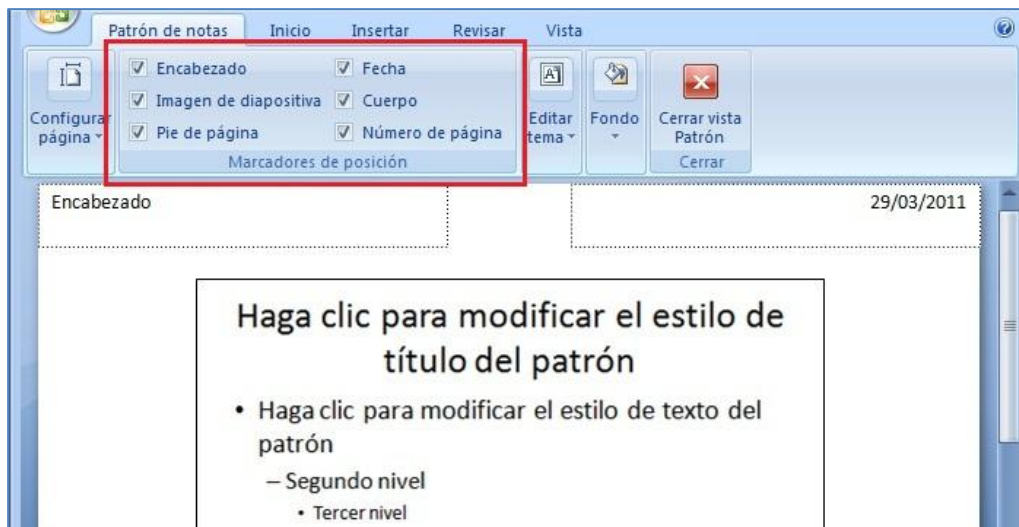 Patrón de notas Inicio Insertar Revisar Vista
Encabezado Fecha
Imagen de diapositiva Cuerpo
Pie de página Número de página
Marcadores de posición
Configurar
página
Editar
tema
Fondo
Cerrar vista
Patrón
Cerrar
Encabezado 29/03/2011
Haga clic para modificar el estilo de
título del patrón
• Haga clic para modificar el estilo de texto del
patrón
– Segundo nivel
• Tercer nivel